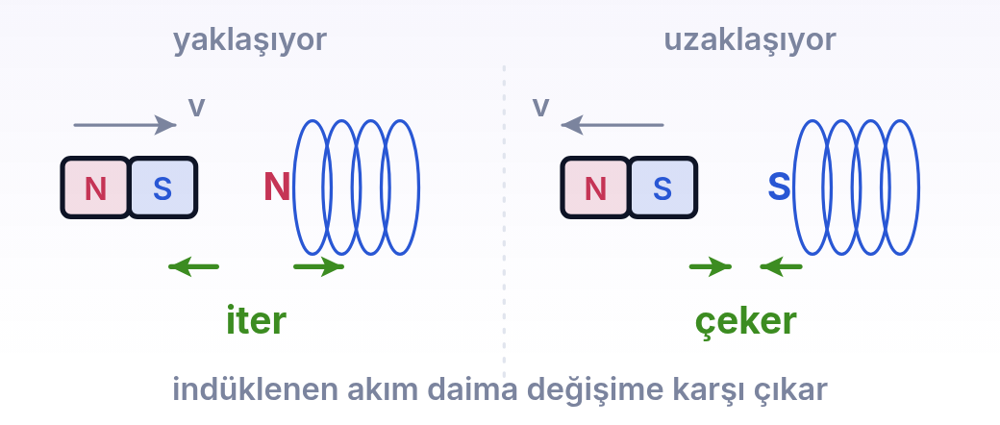 yaklaşıyor
uzaklaşıyor
v
v
N S N
N S S
iter
çeker
indüklenen akım daima değişime karşı çıkar